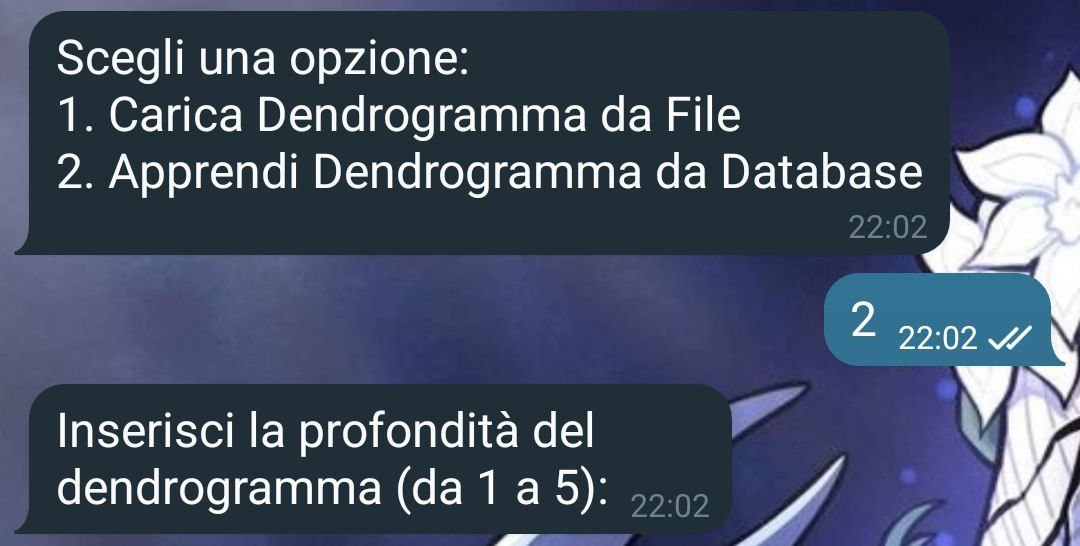 Scegli una opzione:
1. Carica Dendrogramma da File
2. Apprendi Dendrogramma da Database
22:02
2 22:02
Inserisci la profondità del
dendrogramma (da 1 a 5): 22:02